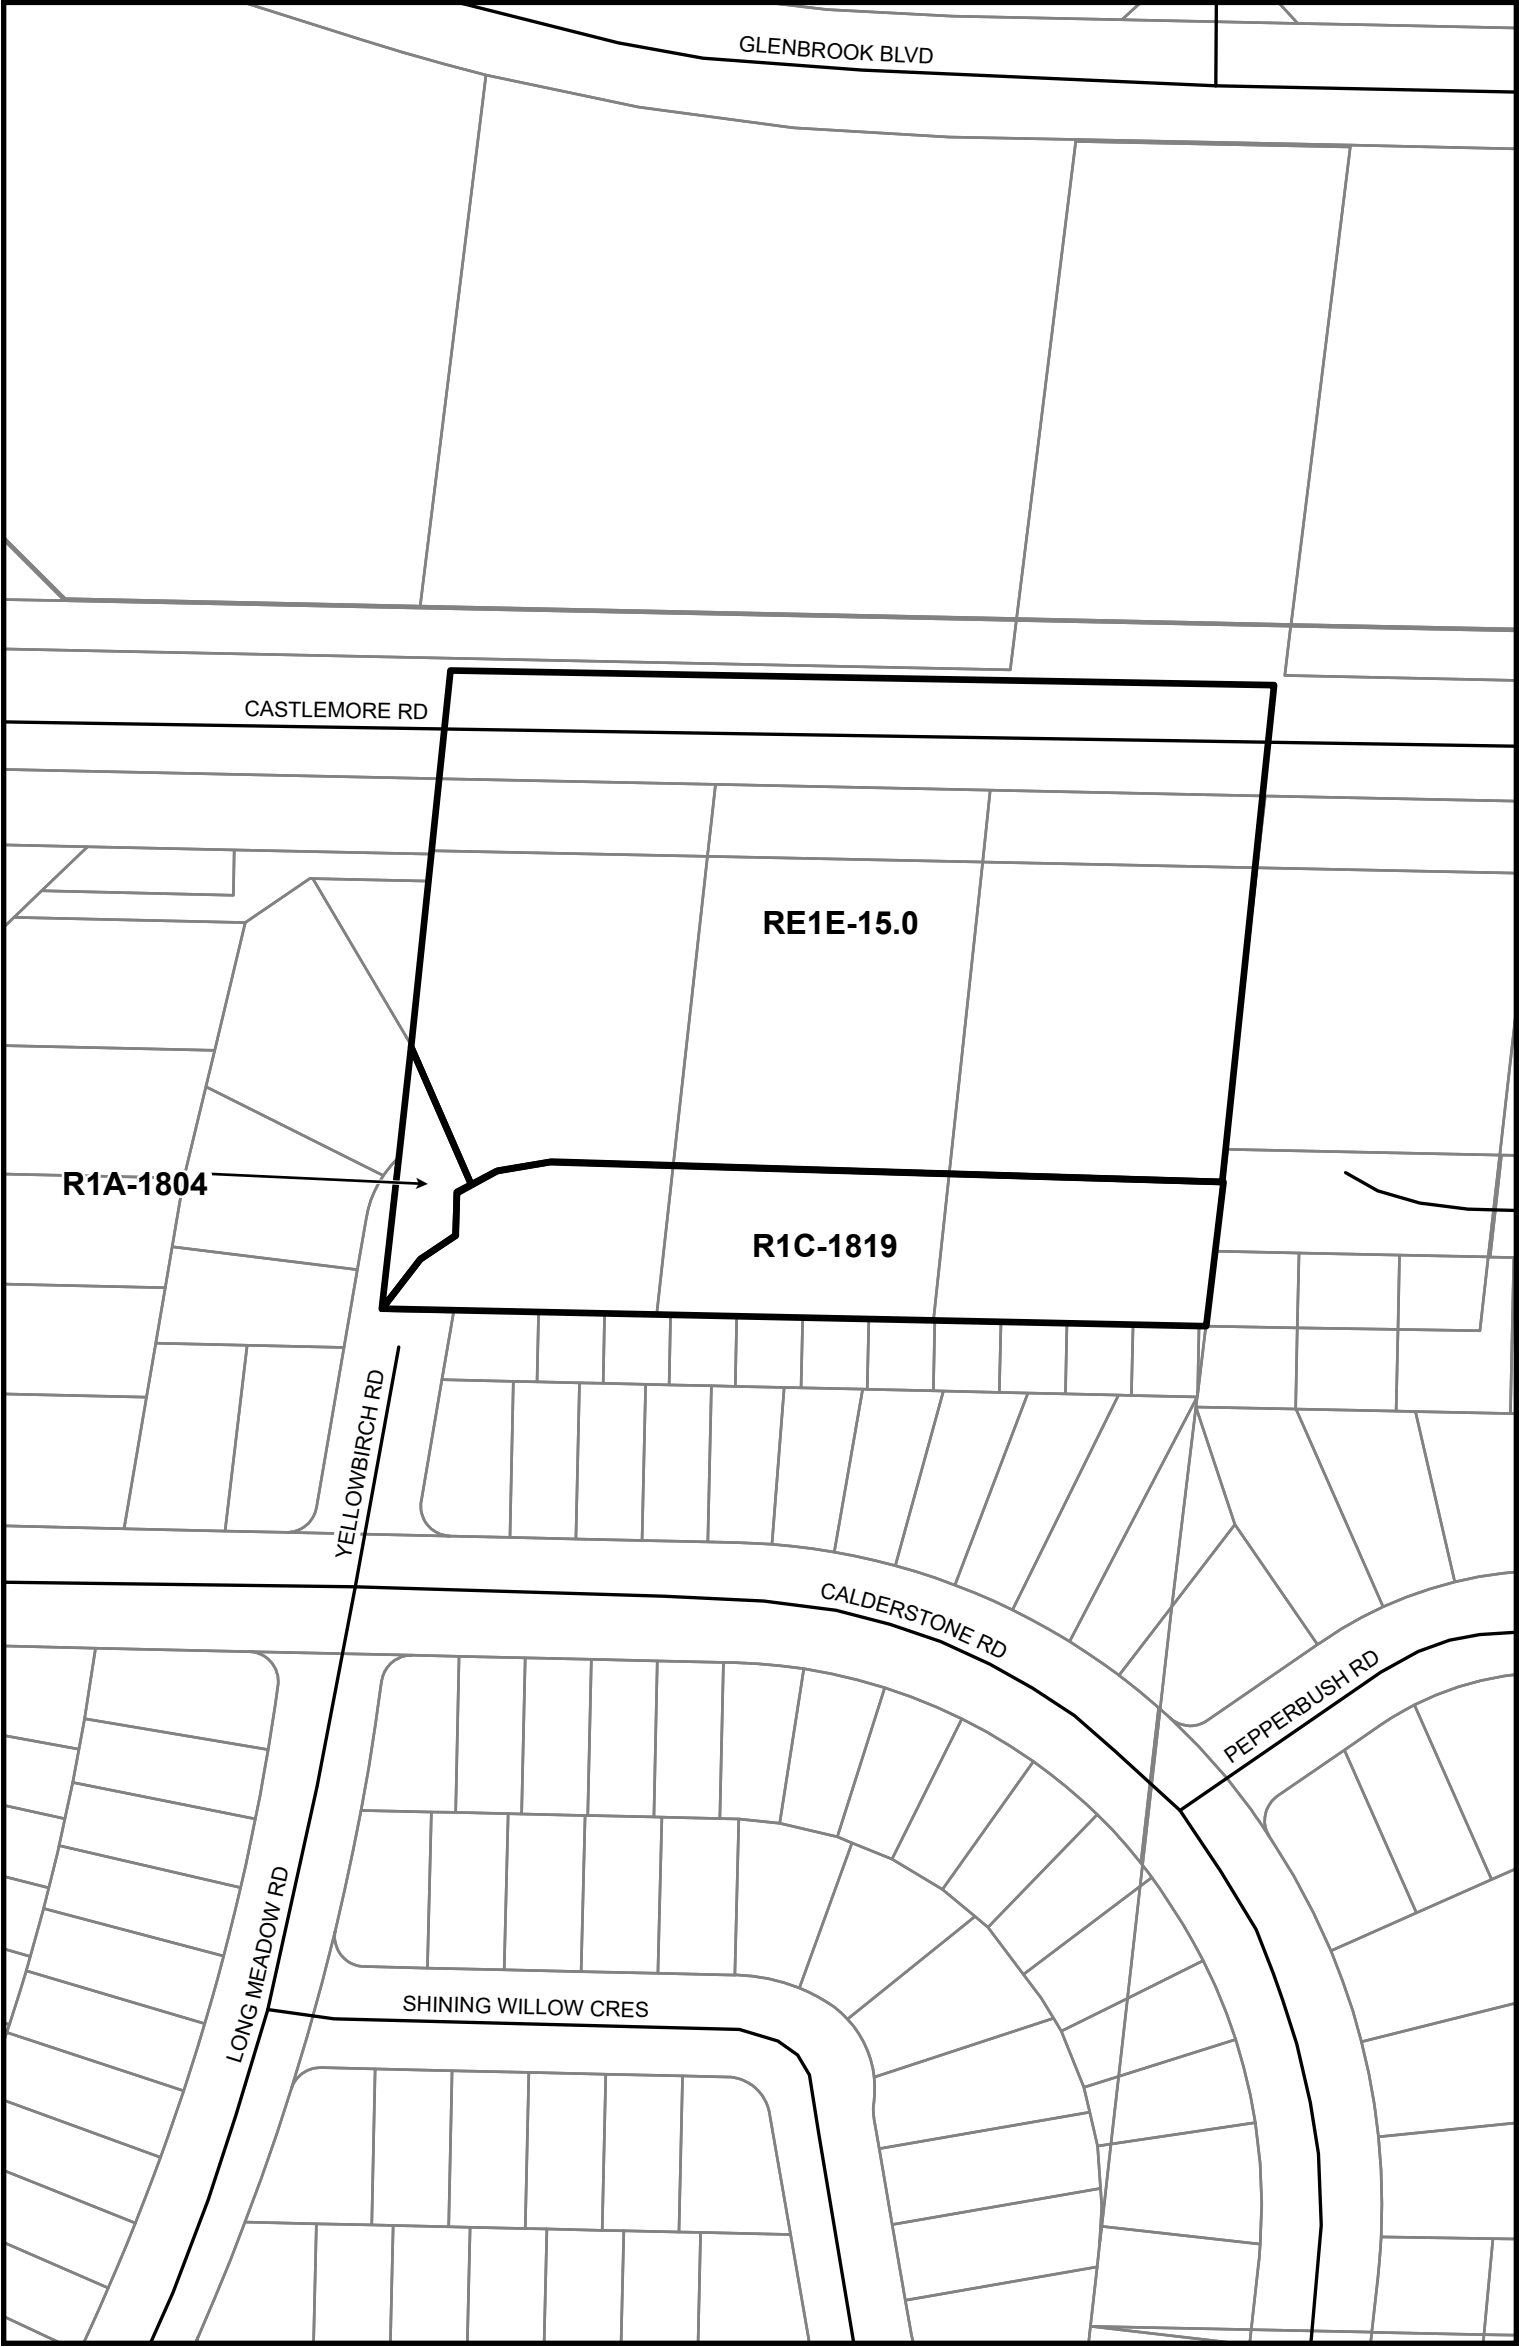 GLENBROOK BLVD
CASTLEMORE RD
RE1E-15.0
R1A-1804
R1C-1819
YELLOWBIRCH RD
CALDERSTONE RD
PEPPERBUSH RD
LONG MEADOW RD
SHINING WILLOW CRES